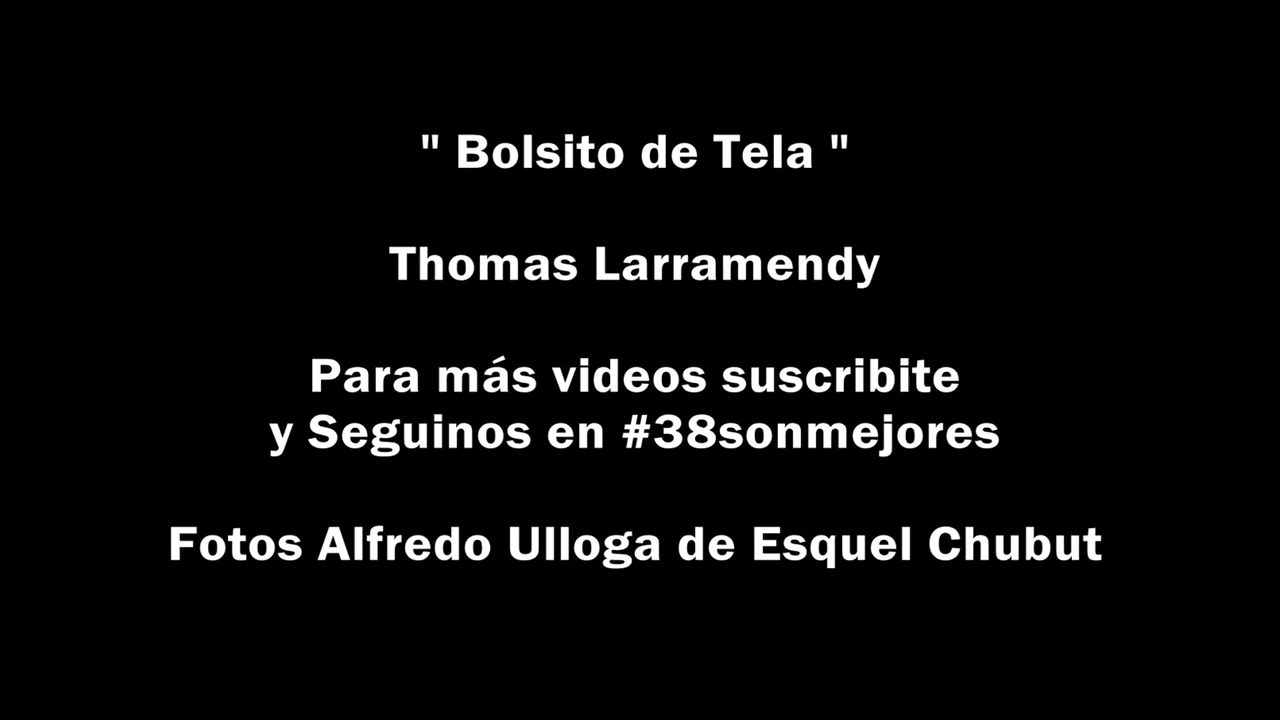 " Bolsito de Tela "
Thomas Larramendy
Para más videos suscribite
y Seguinos en #38sonmejores
Fotos Alfredo Ulloga de Esquel Chubut